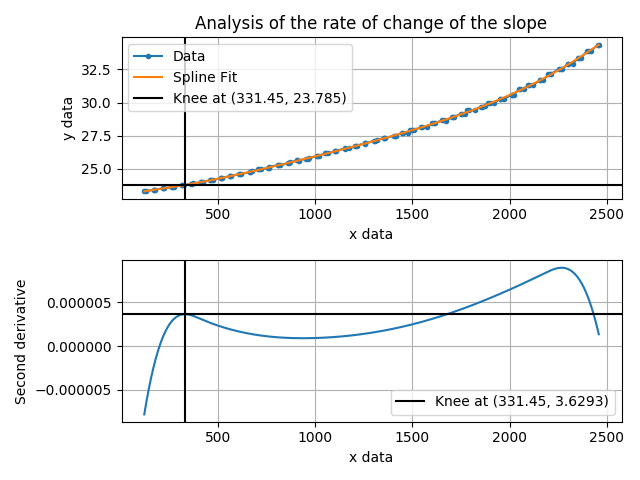 Analysis of the rate of change of the slope
Data
Spline Fit
Knee at (331.45, 23.785)
32.5
30.0
27.5
25.0
y data
500
1000
1500
2000
2500
x data
0.000005
0.000000
−0.000005
Second derivative
Knee at (331.45, 3.6293)
500
1000
1500
2000
2500
x data